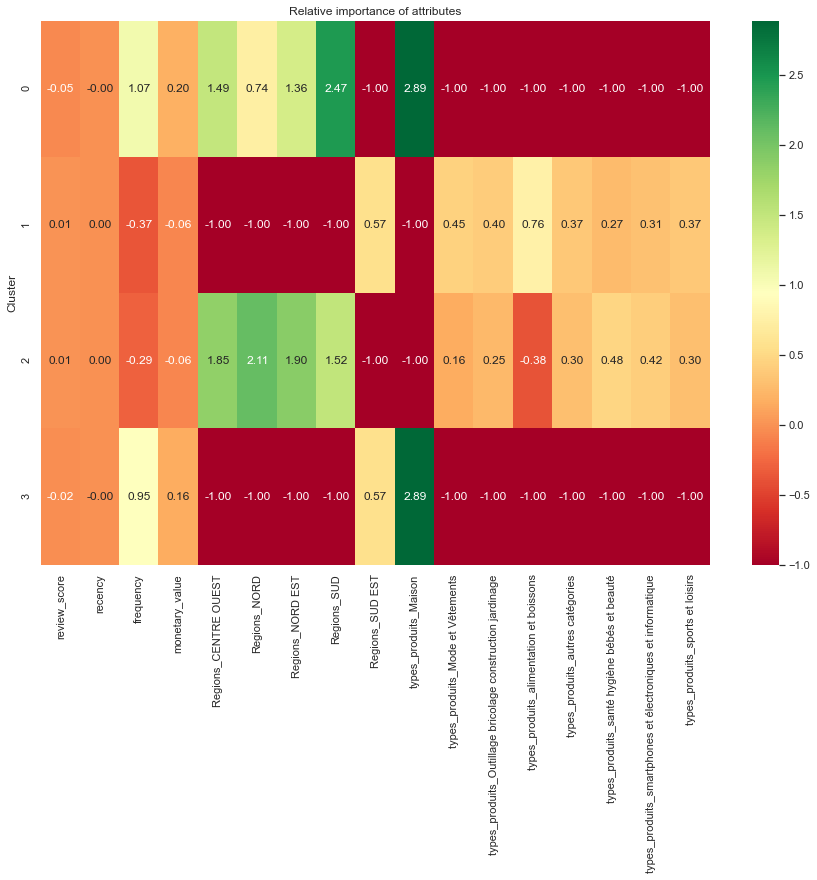 Relative importance of attributes
Cluster
0
-0.05 -0.00 1.07 0.20 1.49 0.74 1.36 2.47 -1.00 2.89 -1.00 -1.00 -1.00 -1.00 -1.00 -1.00 -1.00
1
0.01 0.00 -0.37 -0.06 -1.00 -1.00 -1.00 -1.00 0.57 -1.00 0.45 0.40 0.76 0.37 0.27 0.31 0.37
2
0.01 0.00 -0.29 -0.06 1.85 2.11 1.90 1.52 -1.00 -1.00 0.16 0.25 -0.38 0.30 0.48 0.42 0.30
3
-0.02 -0.00 0.95 0.16 -1.00 -1.00 -1.00 -1.00 0.57 2.89 -1.00 -1.00 -1.00 -1.00 -1.00 -1.00 -1.00
review_score
recency
frequency
monetary_value
Regions_CENTRE OUEST
Regions_NORD
Regions_NORD EST
Regions_SUD
Regions_SUD EST
types_produits_Maison
types_produits_Mode et Vêtements
types_produits_Outillage bricolage construction jardinage
types_produits_alimentation et boissons
types_produits_autres catégories
types_produits_santé hygiène bébés et beauté
types_produits_smartphones et électroniques et informatique
types_produits_sports et loisirs
2.5
2.0
1.5
1.0
0.5
0.0
−0.5
−1.0